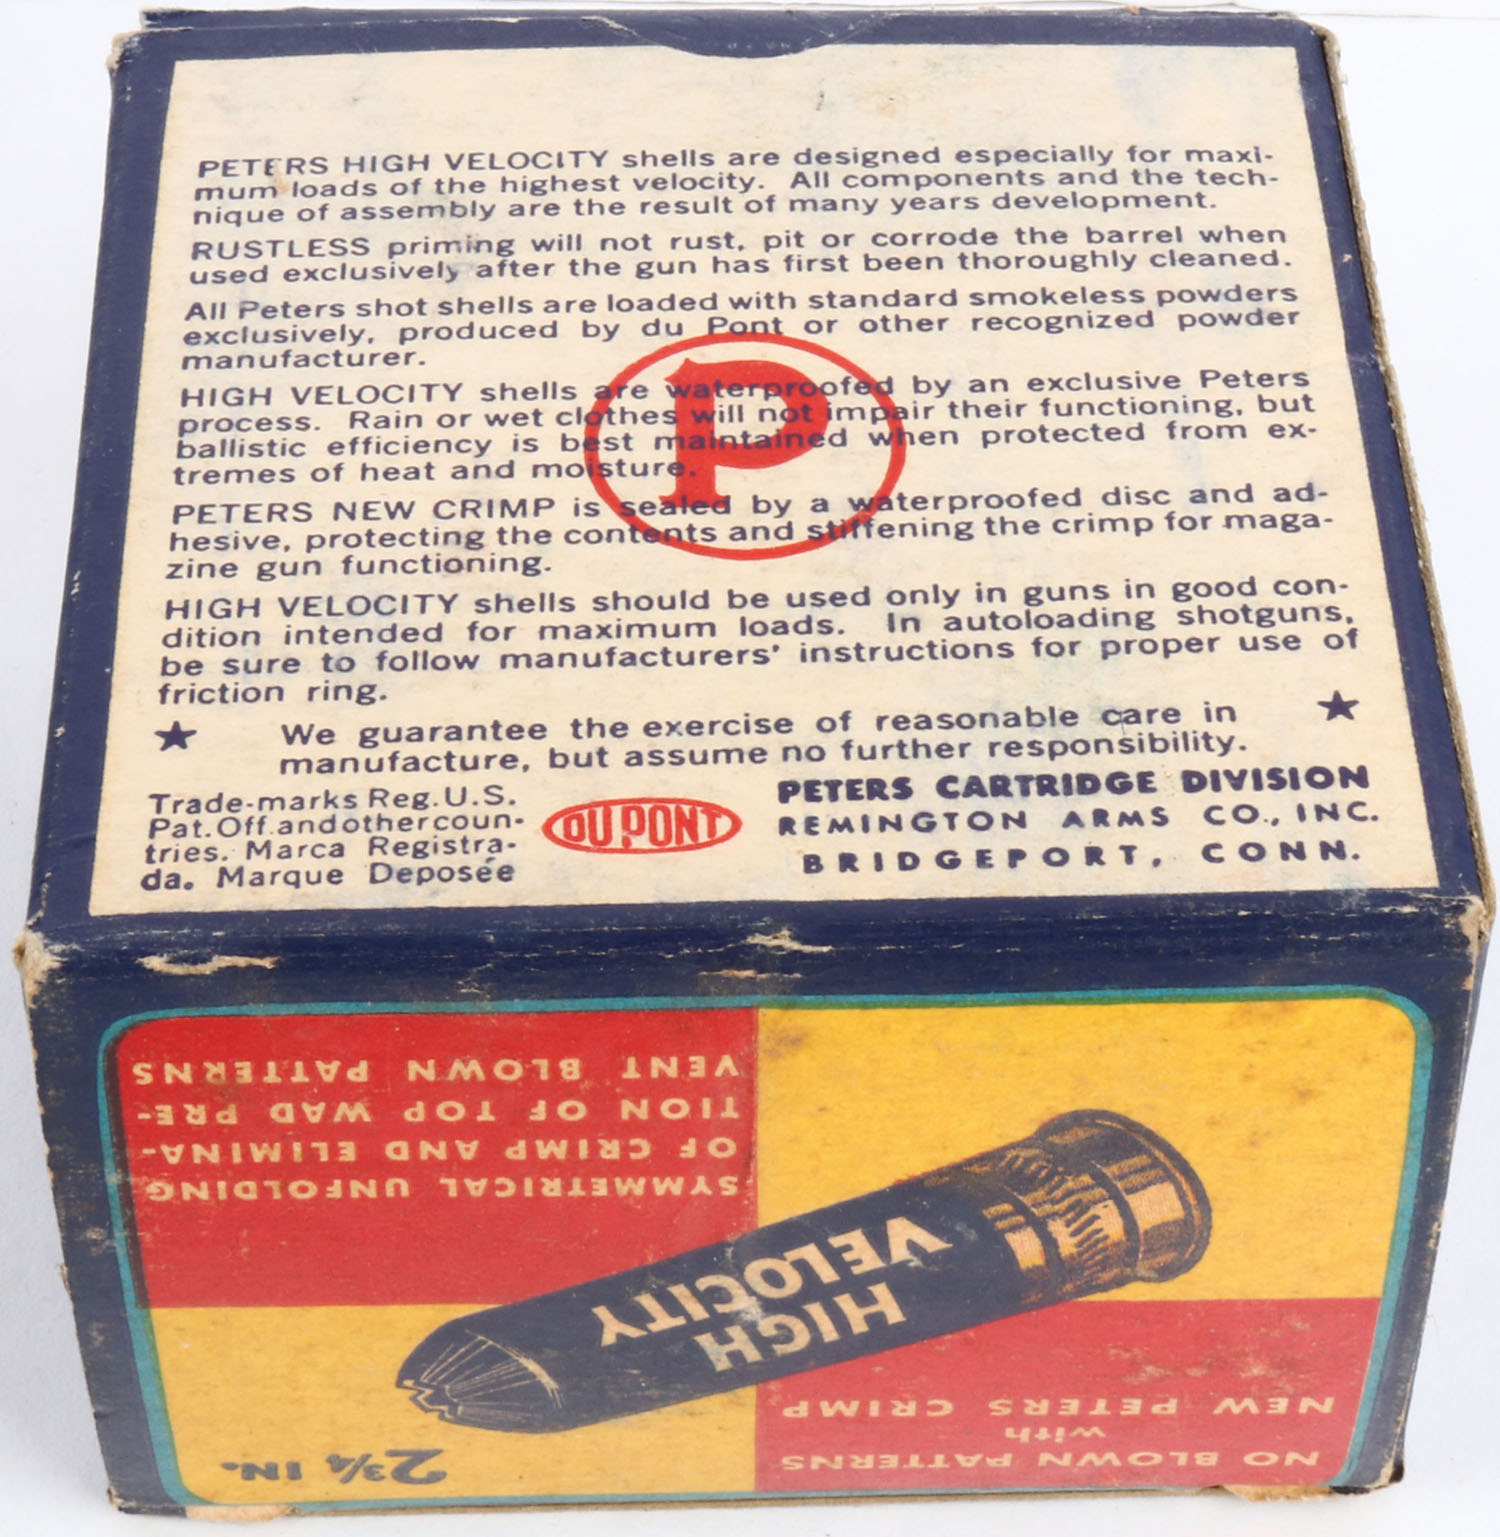 PETERS HIGH VELOCITY shells are designed especially for maxi-
mum loads of the highest velocity. All components and the tech-
nique of assembly are the result of many years development.
RUSTLESS priming will not rust, pit or corrode the barrel when
used exclusively after the gun has first been thoroughly cleaned.
All Peters shot shells are loaded with standard smokeless powders
exclusively, produced by du Pont or other recognized powder
manufacturer.
HIGH VELOCITY shells are waterproofed by an exclusive Peters
process. Rain or wet clothes will not impair their functioning, but
ballistic efficiency is best maintained when protected from ex-
tremes of heat and moisture.
P
PETERS NEW CRIMP is sealed by a waterproofed disc and ad-
hesive, protecting the contents and stiffening the crimp for maga-
zine gun functioning.
HIGH VELOCITY shells should be used only in guns in good con-
dition intended for maximum loads. In autoloading shotguns,
be sure to follow manufacturers' instructions for proper use of
friction ring.
★ We guarantee the exercise of reasonable care in ★
manufacture, but assume no further responsibility.
Trade-marks Reg. U.S.
Pat. Off. and other coun-
tries. Marca Registra-
da. Marque Deposée
DU PONT
PETERS CARTRIDGE DIVISION
REMINGTON ARMS CO., INC.
BRIDGEPORT, CONN.
NO BLOWN PATTERNS
with
NEW PETERS CRIMP
2¾ IN.
HIGH
VELOCITY
SYMMETRICAL UNFOLDING
OF CRIMP AND ELIMINA-
TION OF TOP WAD PRE-
VENT BLOWN PATTERNS